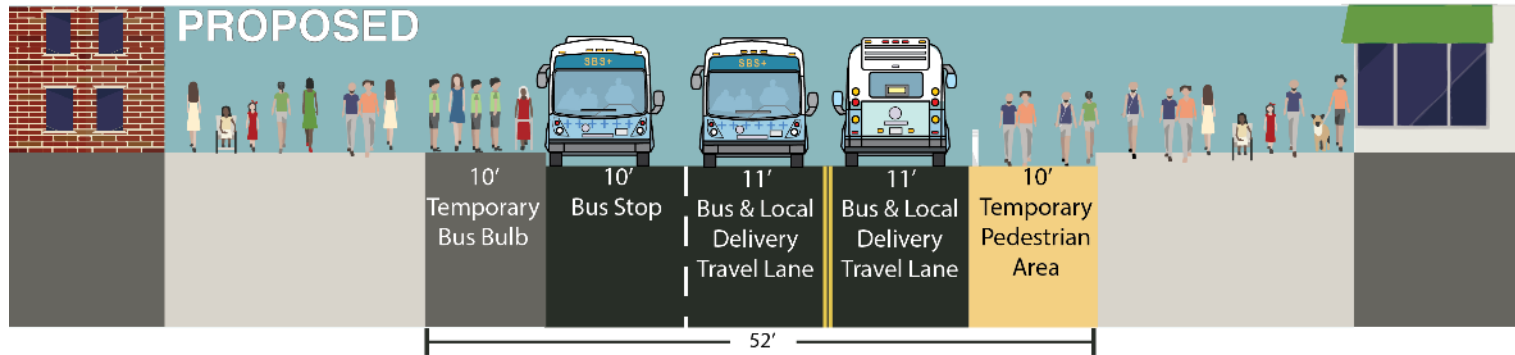 PROPOSED
SBS+
SBS+
10'
Temporary
Bus Bulb
10'
Bus Stop
11'
Bus & Local
Delivery
Travel Lane
11'
Bus & Local
Delivery
Travel Lane
10'
Temporary
Pedestrian
Area
52'